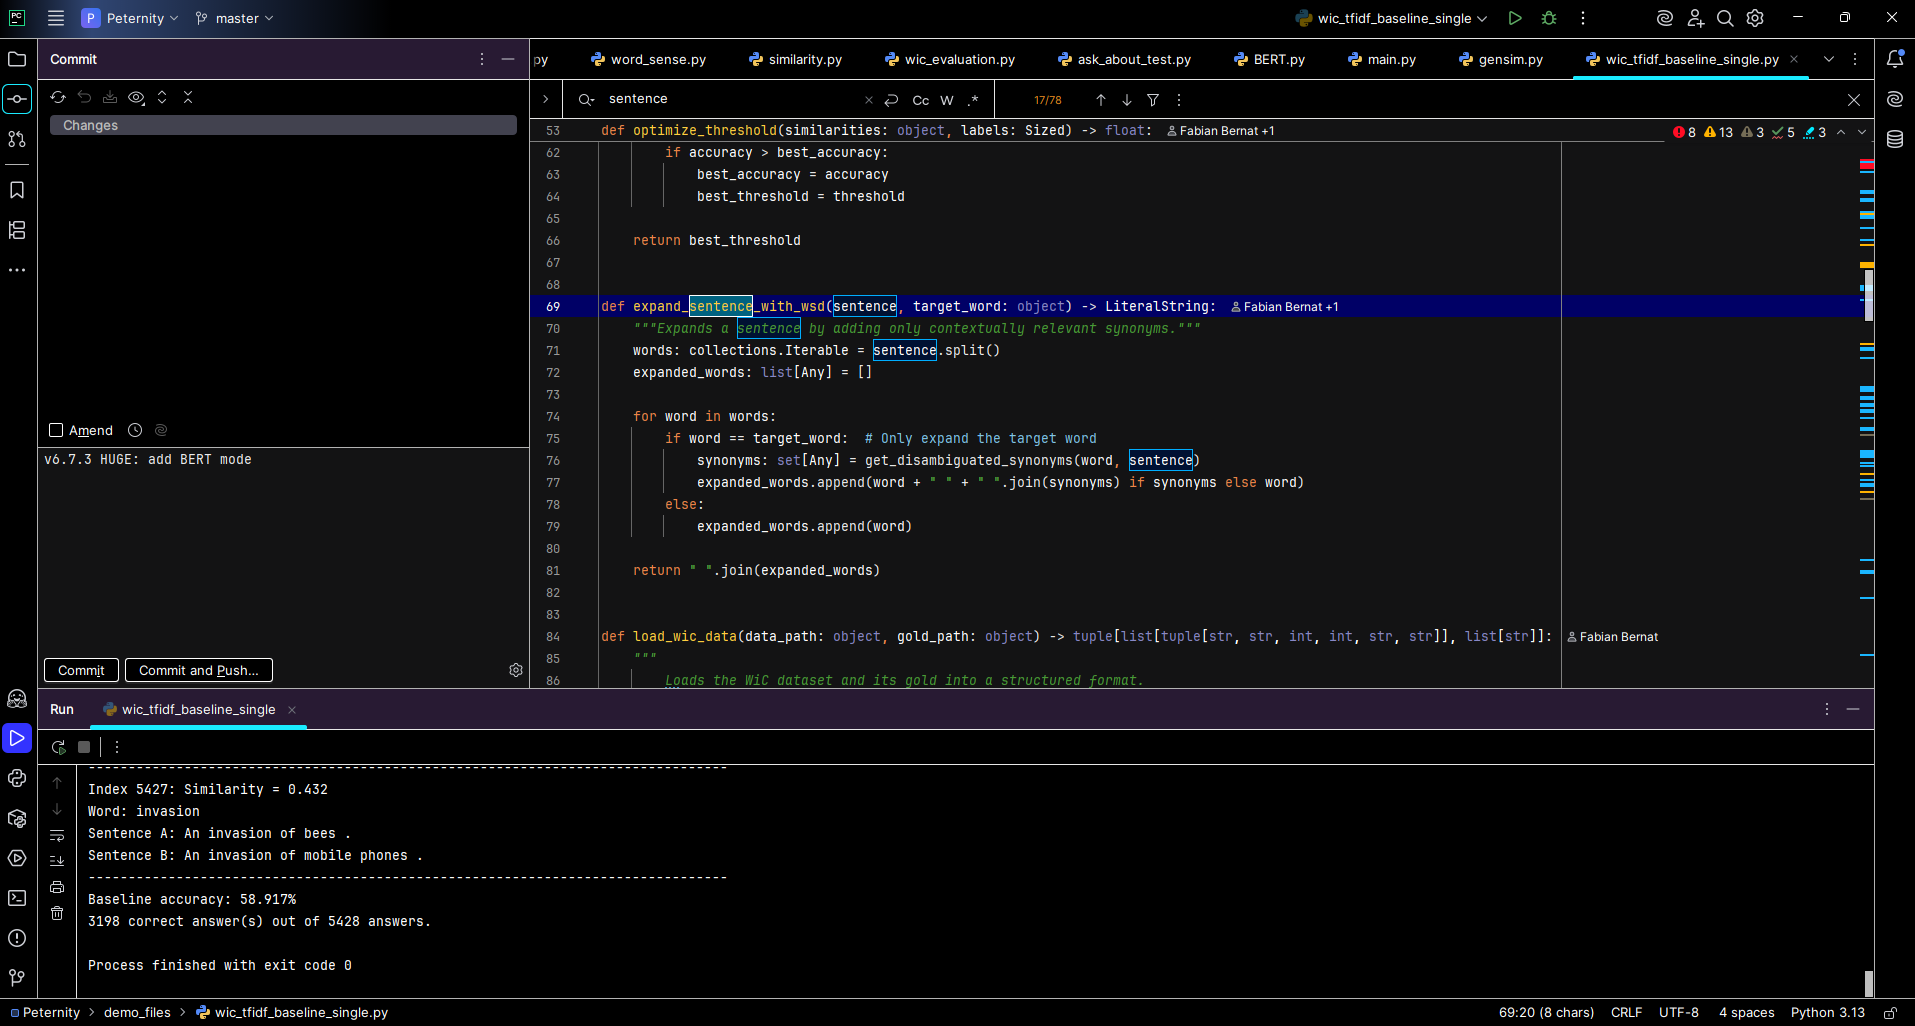 PC
P Peternity
master
wic_tfidf_baseline_single
Commit
py
word_sense.py
similarity.py
wic_evaluation.py
ask_about_test.py
BERT.py
main.py
gensim.py
wic_tfidf_baseline_single.py
sentence
Cc W .*
17/78
Changes
Amend
v6.7.3 HUGE: add BERT mode
Commit
Commit and Push...
8 13 3 5 3
53 def optimize_threshold(similarities: object, labels: Sized) -> float: Fabian Bernat +1
62 if accuracy > best_accuracy:
63 best_accuracy = accuracy
64 best_threshold = threshold
65
66 return best_threshold
67
68
69 def expand_sentence_with_wsd(sentence, target_word: object) -> LiteralString: Fabian Bernat +1
70 """Expands a sentence by adding only contextually relevant synonyms."""
71 words: collections.Iterable = sentence.split()
72 expanded_words: list[Any] = []
73
74 for word in words:
75 if word == target_word: # Only expand the target word
76 synonyms: set[Any] = get_disambiguated_synonyms(word, sentence)
77 expanded_words.append(word + " " + " ".join(synonyms) if synonyms else word)
78 else:
79 expanded_words.append(word)
80
81 return " ".join(expanded_words)
82
83
84 def load_wic_data(data_path: object, gold_path: object) -> tuple[list[tuple[str, str, int, int, str, str]], list[str]]: Fabian Bernat
85 """
86 Loads the WiC dataset and its gold into a structured format.
Run
wic_tfidf_baseline_single
--------------------------------------------------------------------------------
Index 5427: Similarity = 0.432
Word: invasion
Sentence A: An invasion of bees .
Sentence B: An invasion of mobile phones .
--------------------------------------------------------------------------------
Baseline accuracy: 58.917%
3198 correct answer(s) out of 5428 answers.
Process finished with exit code 0
Peternity > demo_files > wic_tfidf_baseline_single.py
69:20 (8 chars) CRLF UTF-8 4 spaces Python 3.13